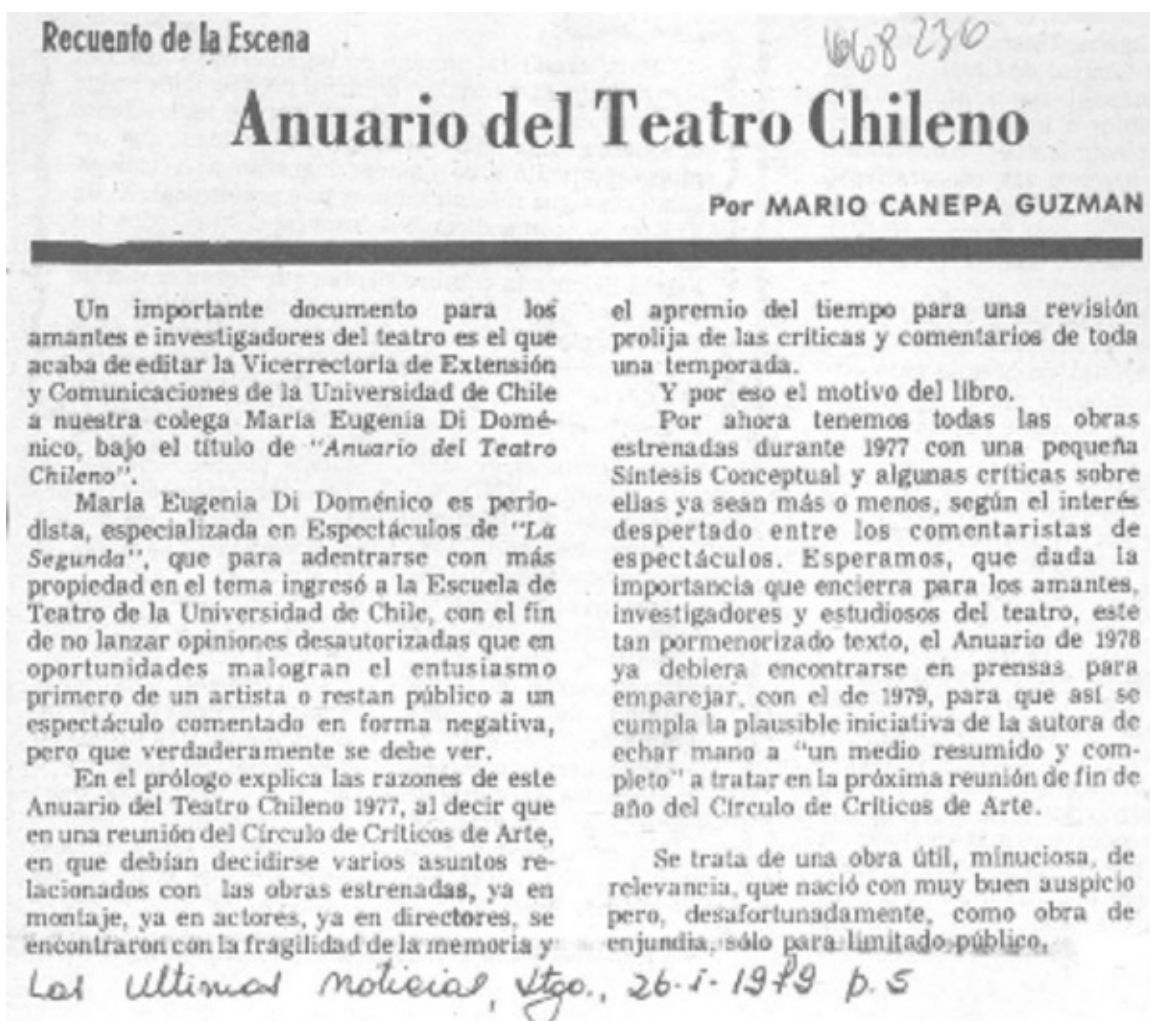 Recuento de la Escena
668236
Anuario del Teatro Chileno
Por MARIO CANEPA GUZMAN
Un importante documento para los
amantes e investigadores del teatro es el que
acaba de editar la Vicerrectoría de Extensión
y Comunicaciones de la Universidad de Chile
a nuestra colega María Eugenia Di Domé-
nico, bajo el título de "Anuario del Teatro
Chileno".
María Eugenia Di Doménico es perio-
dista, especializada en Espectáculos de "La
Segunda", que para adentrarse con más
propiedad en el tema ingresó a la Escuela de
Teatro de la Universidad de Chile, con el fin
de no lanzar opiniones desautorizadas que en
oportunidades malogran el entusiasmo
primero de un artista o restan público a un
espectáculo comentado en forma negativa,
pero que verdaderamente se debe ver.
En el prólogo explica las razones de este
Anuario del Teatro Chileno 1977, al decir que
en una reunión del Círculo de Críticos de Arte,
en que debían decidirse varios asuntos re-
lacionados con las obras estrenadas, ya en
montaje, ya en actores, ya en directores, se
encontraron con la fragilidad de la memoria y
el apremio del tiempo para una revisión
prolija de las críticas y comentarios de toda
una temporada.
Y por eso el motivo del libro.
Por ahora tenemos todas las obras
estrenadas durante 1977 con una pequeña
Síntesis Conceptual y algunas críticas sobre
ellas ya sean más o menos, según el interés
despertado entre los comentaristas de
espectáculos. Esperamos, que dada la
importancia que encierra para los amantes,
investigadores y estudiosos del teatro, este
tan pormenorizado texto, el Anuario de 1978
ya debiera encontrarse en prensas para
emparejar, con el de 1979, para que así se
cumpla la plausible iniciativa de la autora de
echar mano a "un medio resumido y com-
pleto" a tratar en la próxima reunión de fin de
año del Círculo de Críticos de Arte.
Se trata de una obra útil, minuciosa, de
relevancia, que nació con muy buen auspicio
pero, desafortunadamente, como obra de
enjundia, sólo para limitado público.
Las Ultimas Noticias, Stgo., 26-I-1979 p. 5